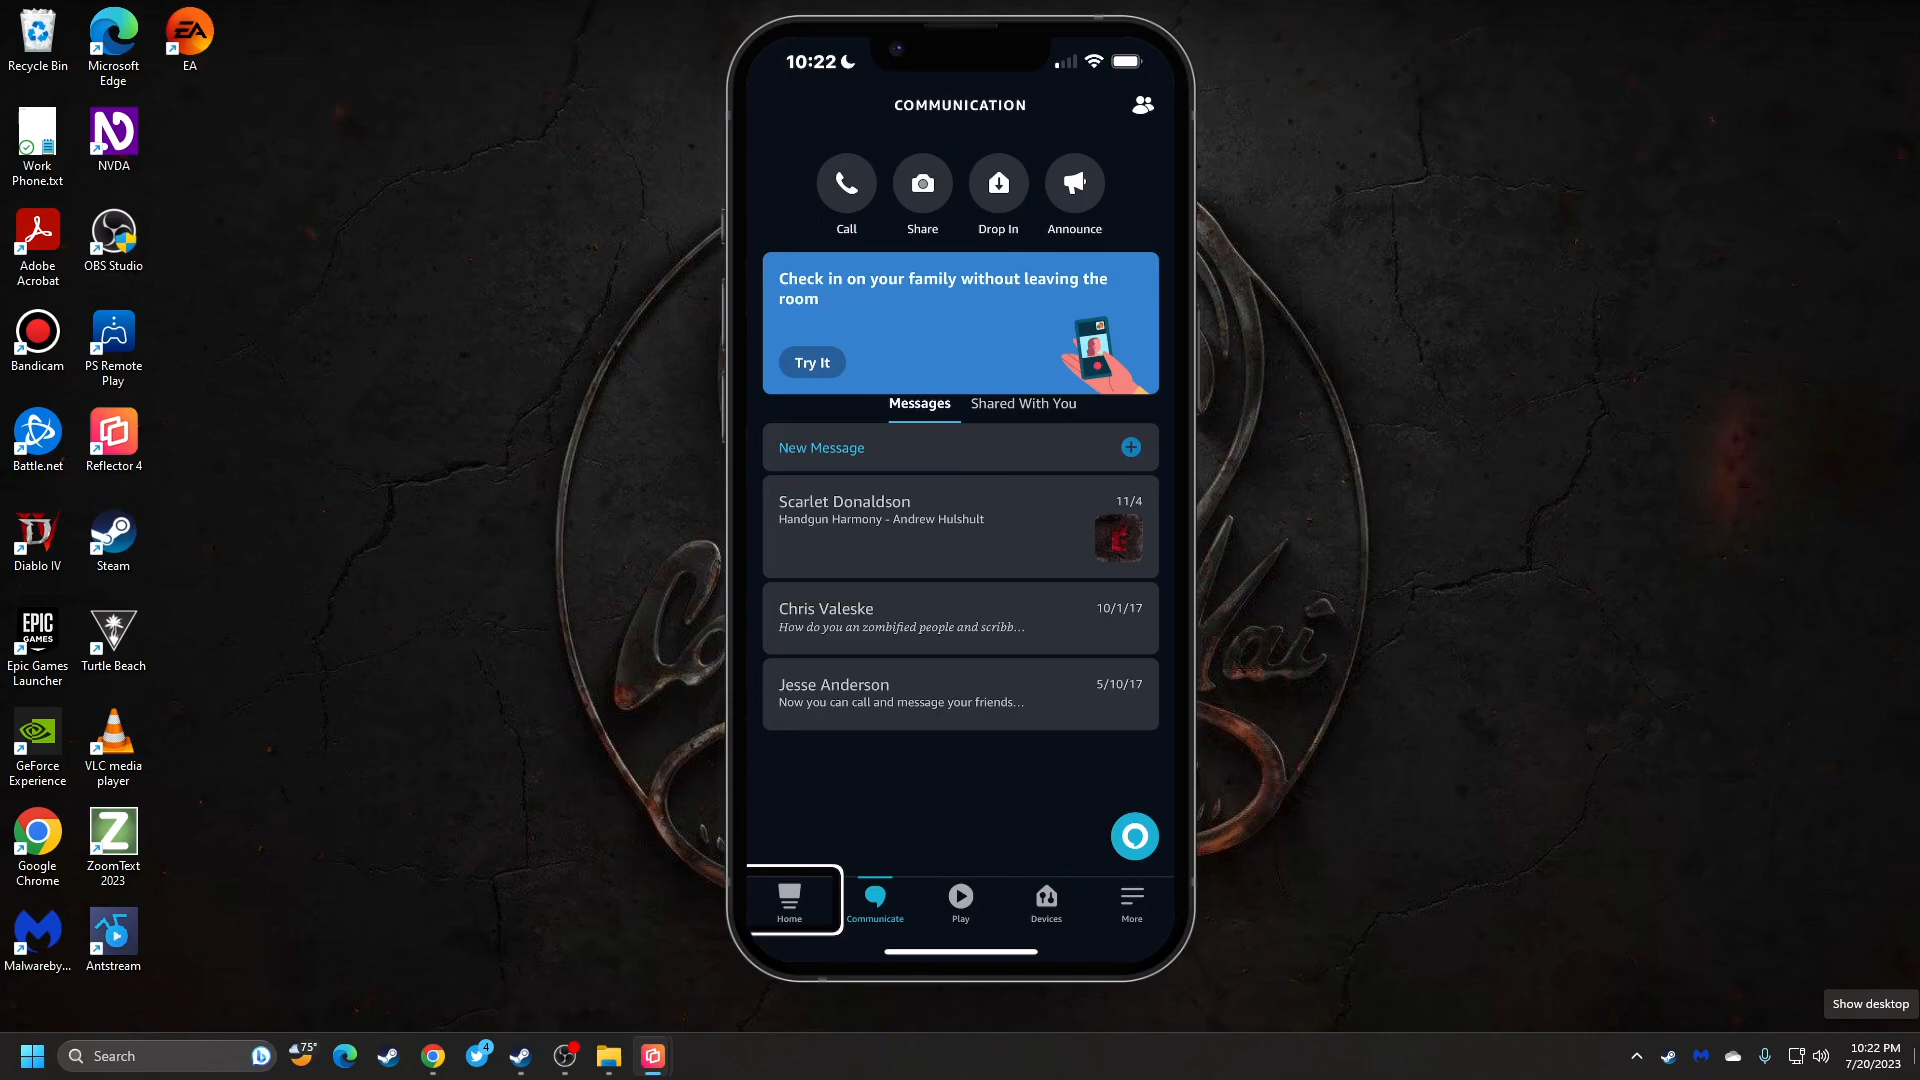 Recycle Bin
Microsoft
Edge
EA
EA
Work
Phone.txt
NVDA
Adobe
Acrobat
OBS Studio
Bandicam
PS Remote
Play
Battle.net
Reflector 4
Diablo IV
Steam
EPIC
GAMES
Epic Games
Launcher
Turtle Beach
GeForce
Experience
VLC media
player
Google
Chrome
ZoomText
2023
Malwareby...
Antstream
10:22
COMMUNICATION
Call
Share
Drop In
Announce
Check in on your family without leaving the
room
Try It
Messages
Shared With You
New Message
Scarlet Donaldson
11/4
Handgun Harmony - Andrew Hulshult
Chris Valeske
10/1/17
How do you an zombified people and scribb...
Jesse Anderson
5/10/17
Now you can call and message your friends...
Home
Communicate
Play
Devices
More
Show desktop
Search
75°
4
10:22 PM
7/20/2023